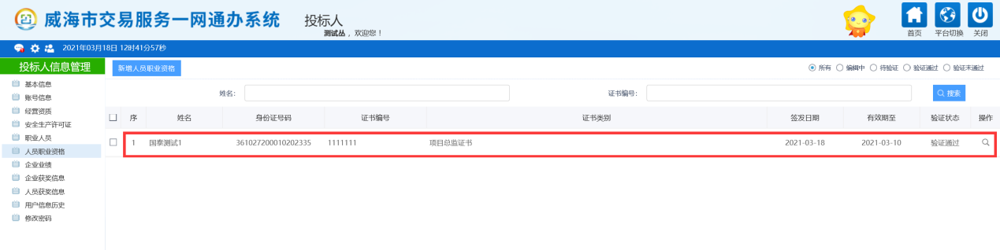 威海市交易服务一网通办系统
投标人
测试丛，欢迎您！
首页 平台切换 关闭
2021年03月18日 12时41分57秒
投标人信息管理
基本信息
账号信息
经营资质
安全生产许可证
职业人员
人员职业资格
企业业绩
企业获奖信息
人员获奖信息
用户信息历史
修改密码
新增人员职业资格
所有 编辑中 待验证 验证通过 验证未通过
姓名： 证书编号： 搜索
序 姓名 身份证号码 证书编号 证书类别 签发日期 有效期至 验证状态 操作
1 国泰测试1 361027200010202335 1111111 项目总监证书 2021-03-18 2021-03-10 验证通过